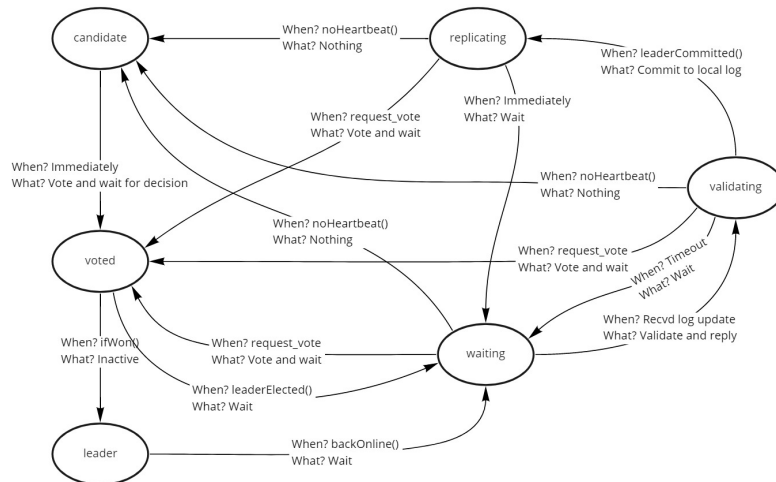 candidate
When? noHeartbeat()
What? Nothing
replicating
When? leaderCommitted()
What? Commit to local log
When? Immediately
What? Wait
When? request_vote
What? Vote and wait
When? Immediately
What? Vote and wait for decision
When? noHeartbeat()
What? Nothing
validating
When? noHeartbeat()
What? Nothing
voted
When? request_vote
What? Vote and wait
When? Timeout
What? Wait
When? Recvd log update
What? Validate and reply
When? ifWon()
What? Inactive
When? request_vote
What? Vote and wait
waiting
When? leaderElected()
What? Wait
leader
When? backOnline()
What? Wait